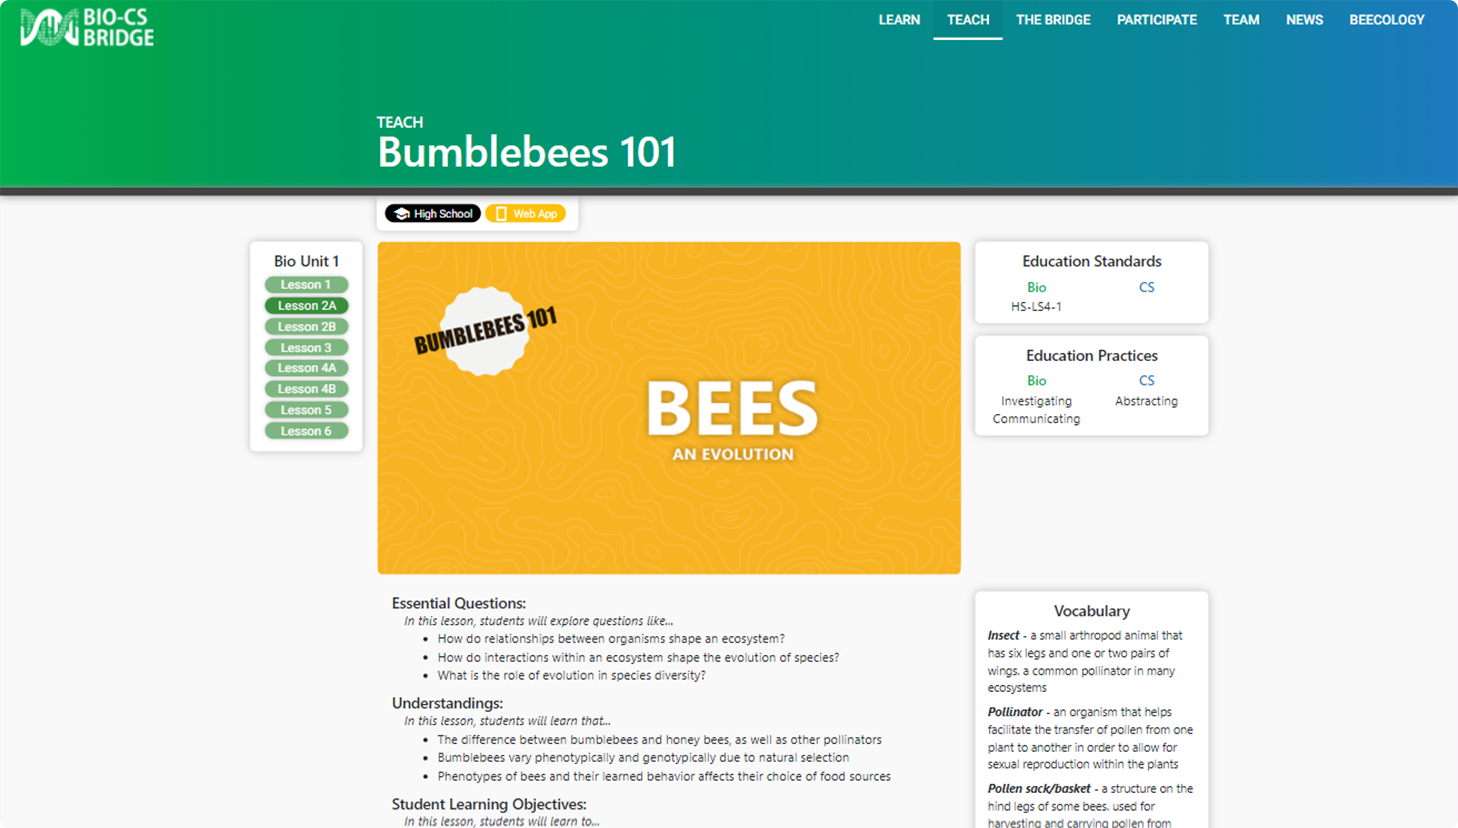 BIO-CS
BRIDGE
LEARN
TEACH
THE BRIDGE
PARTICIPATE
TEAM
NEWS
BEECOLOGY
TEACH
Bumblebees 101
High School
Web App
Bio Unit 1
Lesson 1
Lesson 2A
Lesson 2B
Lesson 3
Lesson 4A
Lesson 4B
Lesson 5
Lesson 6
BUMBLEBEES 101
BEES
AN EVOLUTION
Education Standards
Bio
CS
HS-LS4-1
Education Practices
Bio
CS
Investigating
Abstracting
Communicating
Essential Questions:
In this lesson, students will explore questions like...
• How do relationships between organisms shape an ecosystem?
• How do interactions within an ecosystem shape the evolution of species?
• What is the role of evolution in species diversity?
Understandings:
In this lesson, students will learn that...
• The difference between bumblebees and honey bees, as well as other pollinators
• Bumblebees vary phenotypically and genotypically due to natural selection
• Phenotypes of bees and their learned behavior affects their choice of food sources
Student Learning Objectives:
In this lesson, students will learn to...
Vocabulary
Insect - a small arthropod animal that
has six legs and one or two pairs of
wings. a common pollinator in many
ecosystems
Pollinator - an organism that helps
facilitate the transfer of pollen from one
plant to another in order to allow for
sexual reproduction within the plants
Pollen sack/basket - a structure on the
hind legs of some bees. used for
harvesting and carrying pollen from